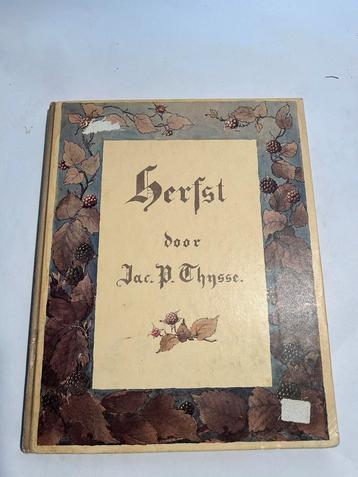 Herfst
door
Jac. P. Thysse.